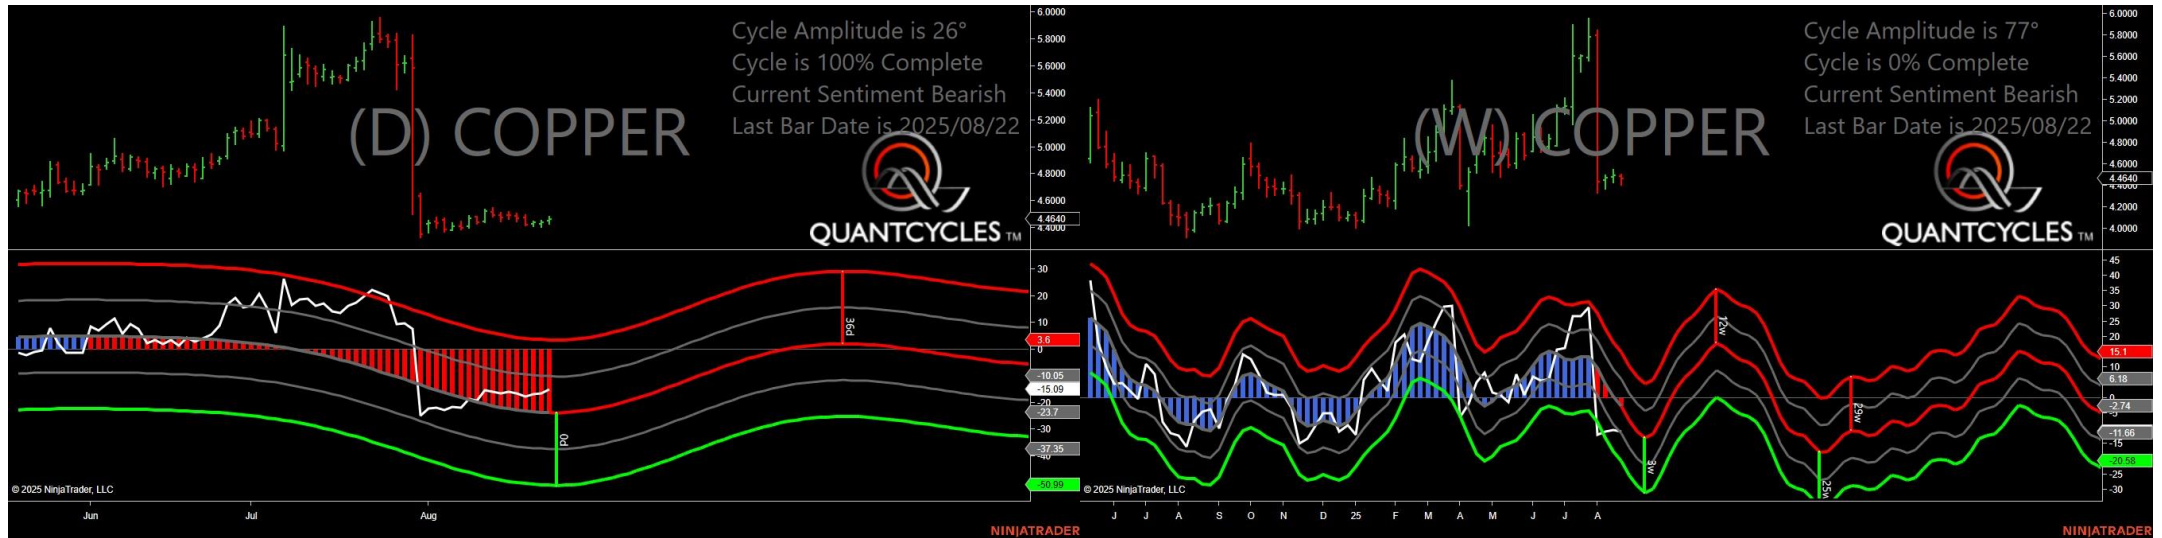 Cycle Amplitude is 26°
Cycle is 100% Complete
Current Sentiment Bearish
Last Bar Date is 2025/08/22
(D) COPPER
QUANTCYCLES TM
6.0000
5.8000
5.6000
5.4000
5.2000
5.0000
4.8000
4.6000
4.4640
4.4000
30
20
10
3.6
0
-10.05
-15.09
-20
-23.7
-30
-37.35
-40
-50.99
36d
0d
© 2025 NinjaTrader, LLC
Jun Jul Aug
NINJATRADER
Cycle Amplitude is 77°
Cycle is 0% Complete
Current Sentiment Bearish
Last Bar Date is 2025/08/22
(W) COPPER
QUANTCYCLES TM
6.0000
5.8000
5.6000
5.4000
5.2000
5.0000
4.8000
4.6000
4.4640
4.4000
4.2000
4.0000
45
40
35
30
25
20
15.1
10
6.18
0
-2.74
-5
-11.66
-15
-20.58
-25
-30
12w
29w
3w
25w
© 2025 NinjaTrader, LLC
J J A S O N D 25 F M A M J J A
NINJATRADER